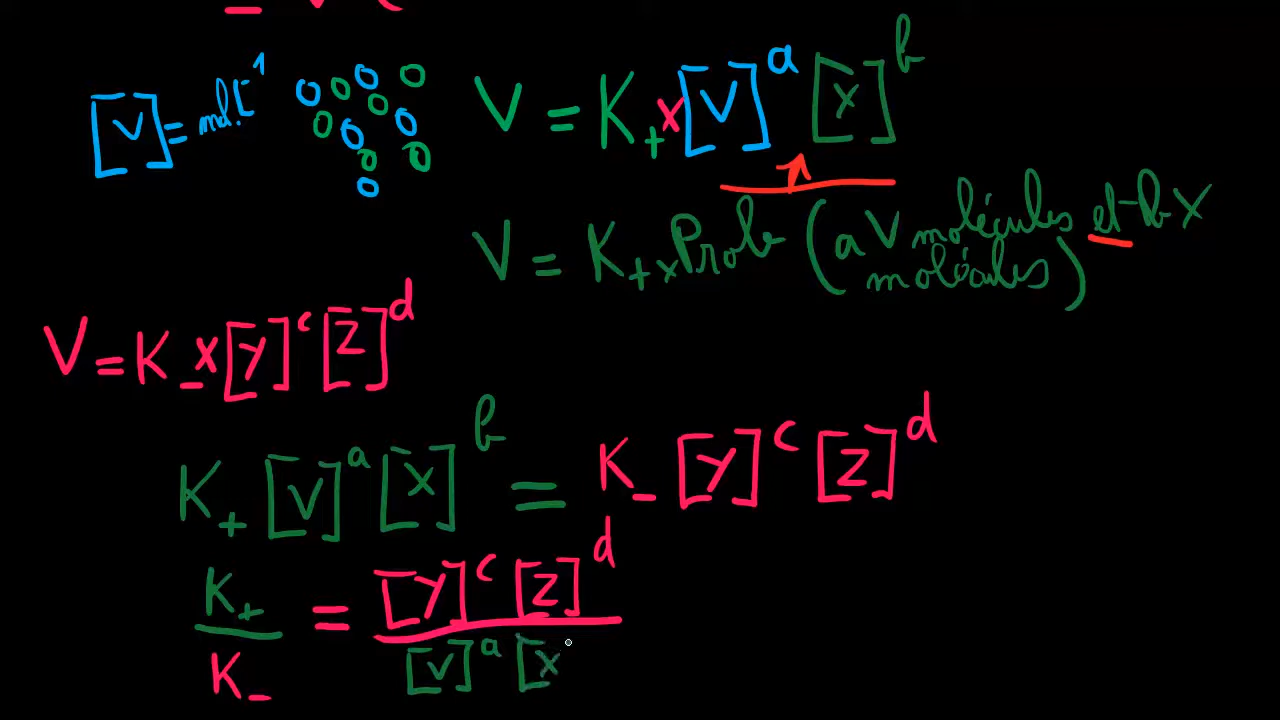 [V] = mol.L⁻¹
V = K₊ x [V]ᵃ [X]ᵇ
V = K₊ x Prob (a V molécules et b X
molécules)
V = K₋ x [Y]ᶜ [Z]ᵈ
K₊ [V]ᵃ [X]ᵇ = K₋ [Y]ᶜ [Z]ᵈ
K₊ / K₋ = [Y]ᶜ [Z]ᵈ / [V]ᵃ [X